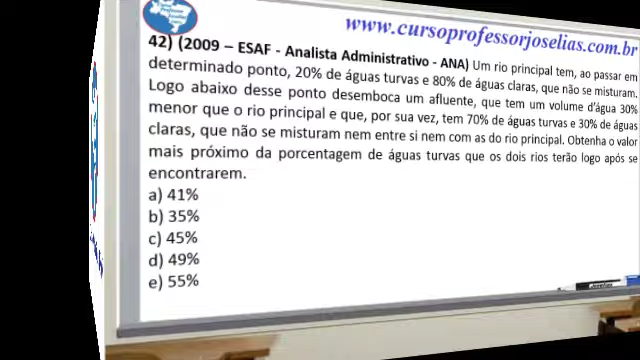 www.cursoprofessorjoselias.com.br
42) (2009 – ESAF - Analista Administrativo - ANA) Um rio principal tem, ao passar em
determinado ponto, 20% de águas turvas e 80% de águas claras, que não se misturam.
Logo abaixo desse ponto desemboca um afluente, que tem um volume d'água 30%
menor que o rio principal e que, por sua vez, tem 70% de águas turvas e 30% de águas
claras, que não se misturam nem entre si nem com as do rio principal. Obtenha o valor
mais próximo da porcentagem de águas turvas que os dois rios terão logo após se
encontrarem.
a) 41%
b) 35%
c) 45%
d) 49%
e) 55%